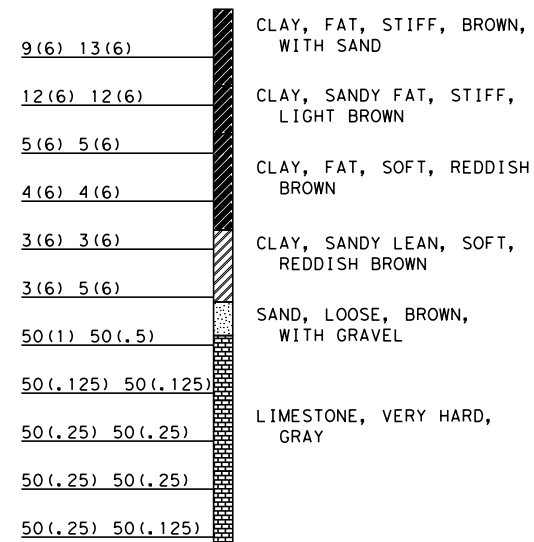 CLAY, FAT, STIFF, BROWN,
WITH SAND
9(6) 13(6)
12(6) 12(6)
CLAY, SANDY FAT, STIFF,
LIGHT BROWN
5(6) 5(6)
CLAY, FAT, SOFT, REDDISH
BROWN
4(6) 4(6)
3(6) 3(6)
CLAY, SANDY LEAN, SOFT,
REDDISH BROWN
3(6) 5(6)
SAND, LOOSE, BROWN,
WITH GRAVEL
50(1) 50(.5)
50(.125) 50(.125)
LIMESTONE, VERY HARD,
GRAY
50(.25) 50(.25)
50(.25) 50(.25)
50(.25) 50(.125)